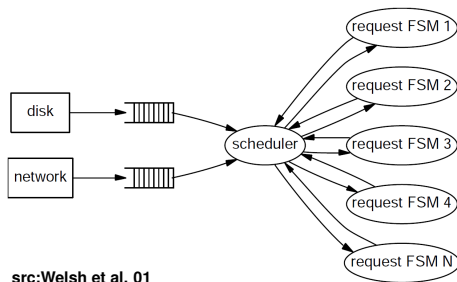 request FSM 1
request FSM 2
disk
scheduler
request FSM 3
network
request FSM 4
request FSM N
src:Welsh et al, 01